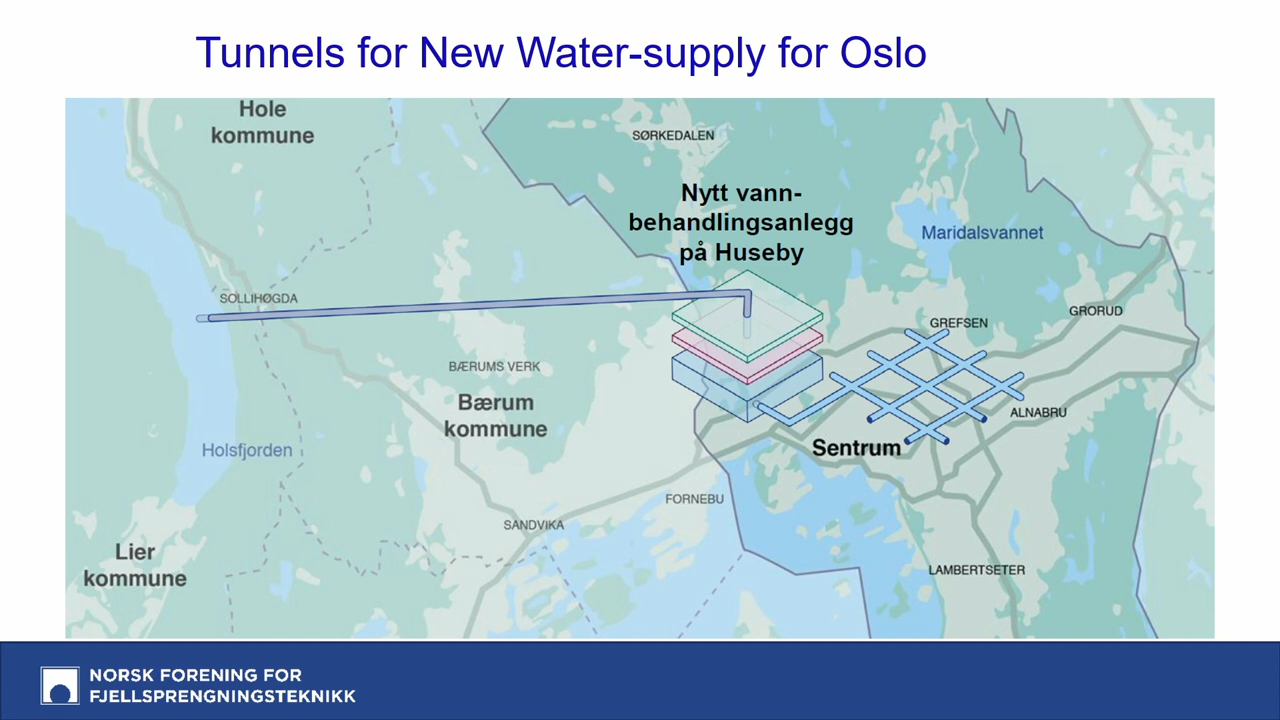 Tunnels for New Water-supply for Oslo
Hole
kommune
SØRKEDALEN
Nytt vann-
behandlingsanlegg
på Huseby
Maridalsvannet
SOLLIHØGDA
GRORUD
GREFSEN
BÆRUMS VERK
Bærum
kommune
ALNABRU
Holsfjorden
Sentrum
FORNEBU
SANDVIKA
Lier
kommune
LAMBERTSETER
NORSK FORENING FOR
FJELLSPRENGNINGSTEKNIKK